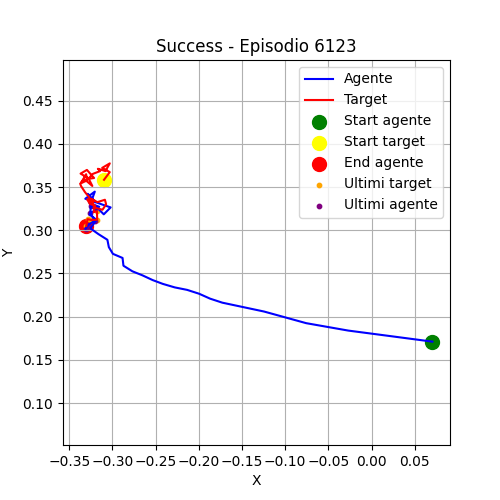 Success - Episodio 6123
Agente
Target
Start agente
Start target
End agente
Ultimi target
Ultimi agente
Y
0.45
0.40
0.35
0.30
0.25
0.20
0.15
0.10
−0.35 −0.30 −0.25 −0.20 −0.15 −0.10 −0.05 0.00 0.05
X